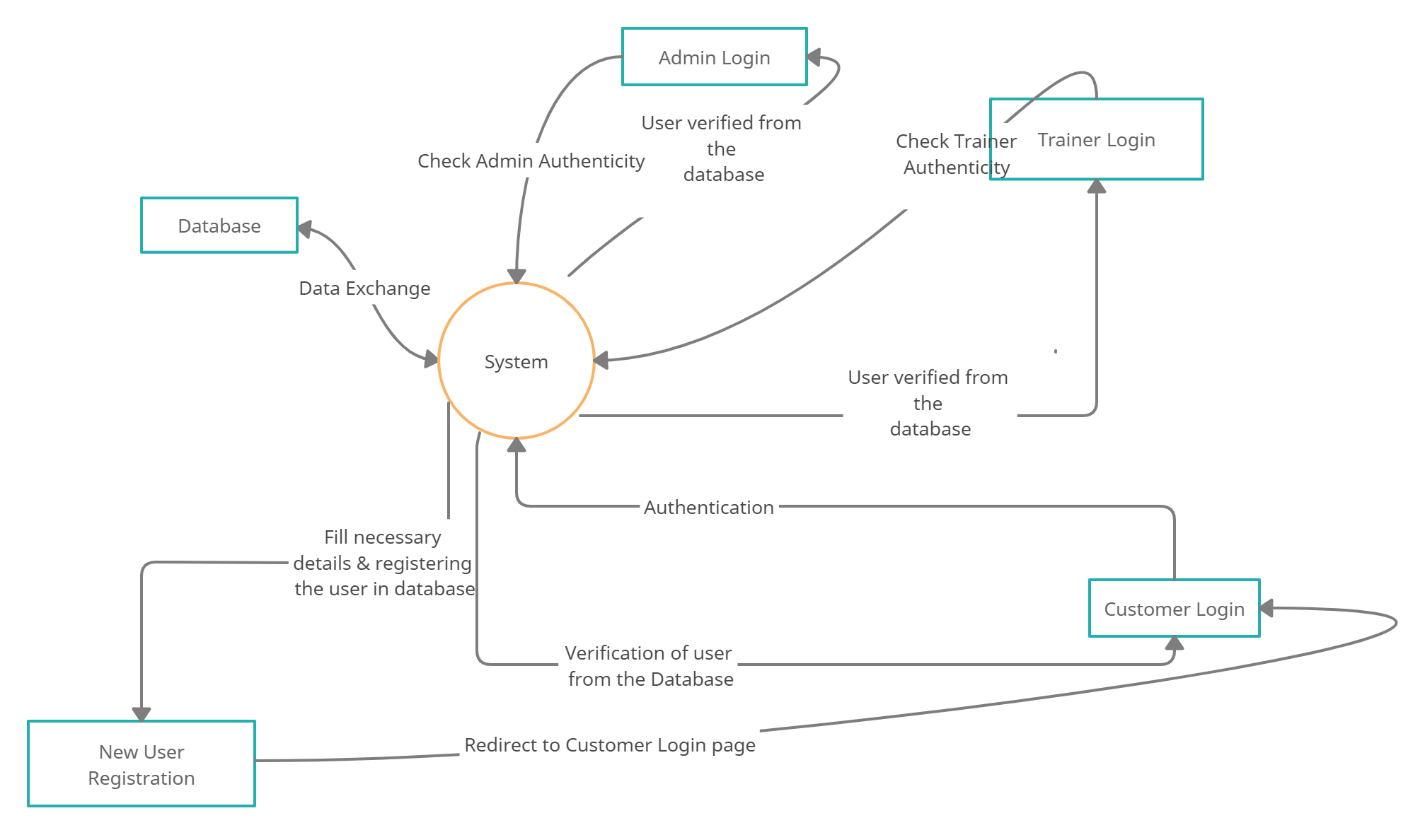 Admin Login
User verified from
the
database
Check Admin Authenticity
Check Trainer
Authenticity
Trainer Login
Database
Data Exchange
System
User verified from
the
database
Authentication
Fill necessary
details & registering
the user in database
Customer Login
Verification of user
from the Database
New User
Registration
Redirect to Customer Login page